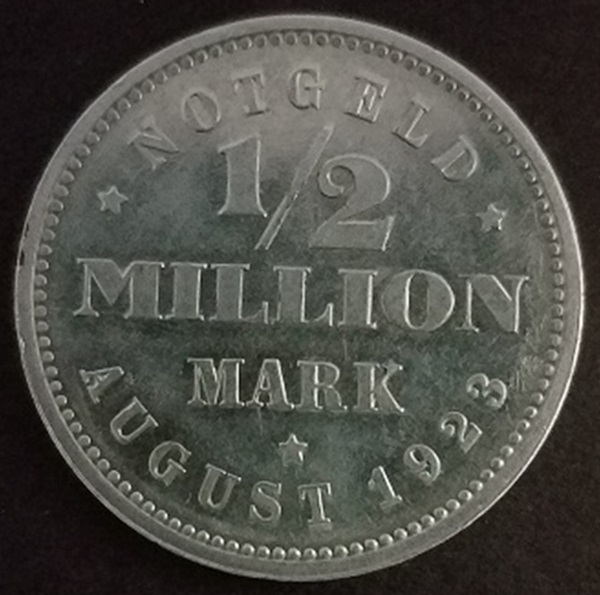 NOTGELD
1/2
MILLION
MARK
AUGUST 1923